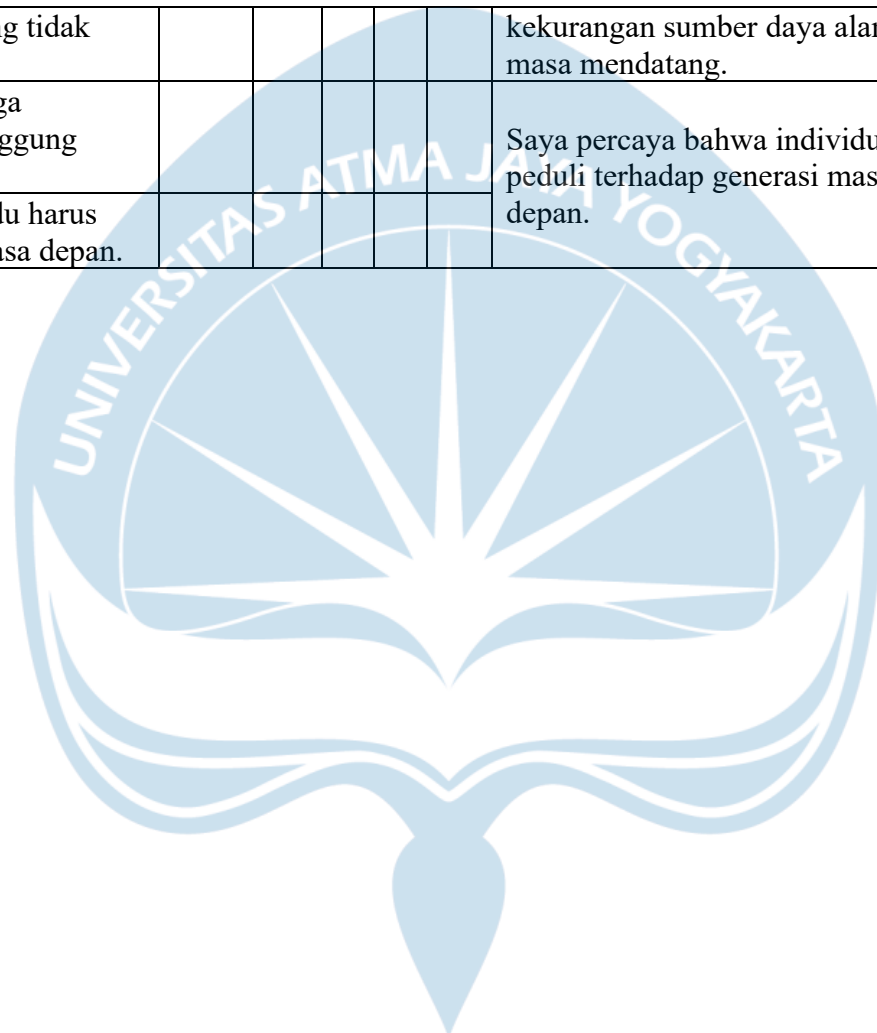 ng tidak
kekurangan sumber daya alam
masa mendatang.
ga
ggung
Saya percaya bahwa individu
peduli terhadap generasi mas
depan.
du harus
asa depan.
UNIVERSITAS ATMA JAYA YOGYAKARTA